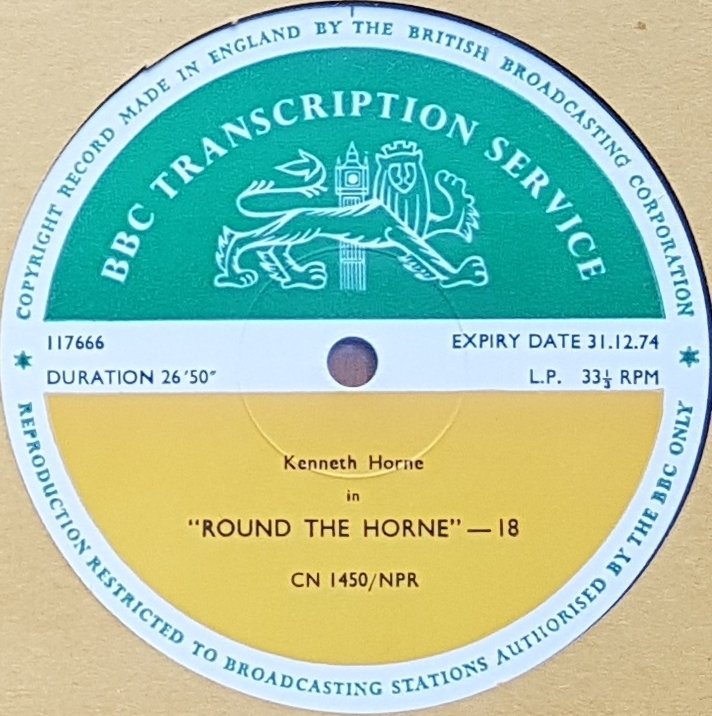 COPYRIGHT RECORD MADE IN ENGLAND BY THE BRITISH BROADCASTING CORPORATION
BBC TRANSCRIPTION SERVICE
117666 EXPIRY DATE 31.12.74
DURATION 26'50" L.P. 33⅓ RPM
Kenneth Horne
in
"ROUND THE HORNE" — 18
CN 1450/NPR
REPRODUCTION RESTRICTED TO BROADCASTING STATIONS AUTHORISED BY THE BBC ONLY